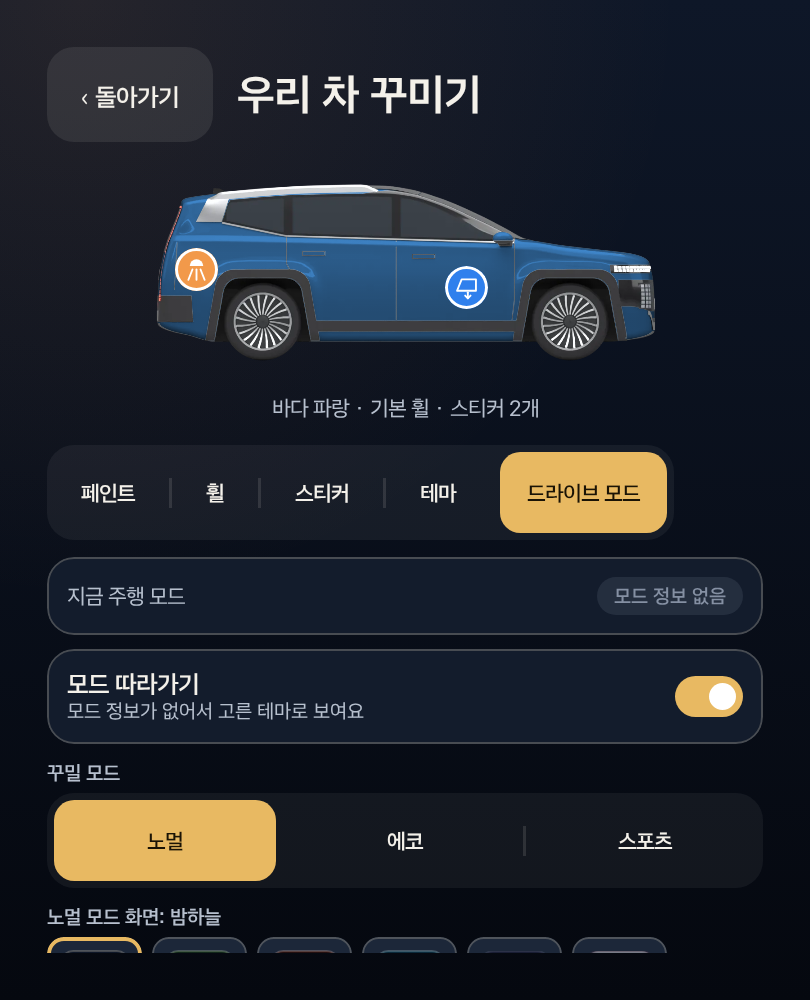 ‹ 돌아가기
우리 차 꾸미기
바다 파랑 · 기본 휠 · 스티커 2개
페인트
휠
스티커
테마
드라이브 모드
지금 주행 모드
모드 정보 없음
모드 따라가기
모드 정보가 없어서 고른 테마로 보여요
꾸밀 모드
노멀
에코
스포츠
노멀 모드 화면: 밤하늘